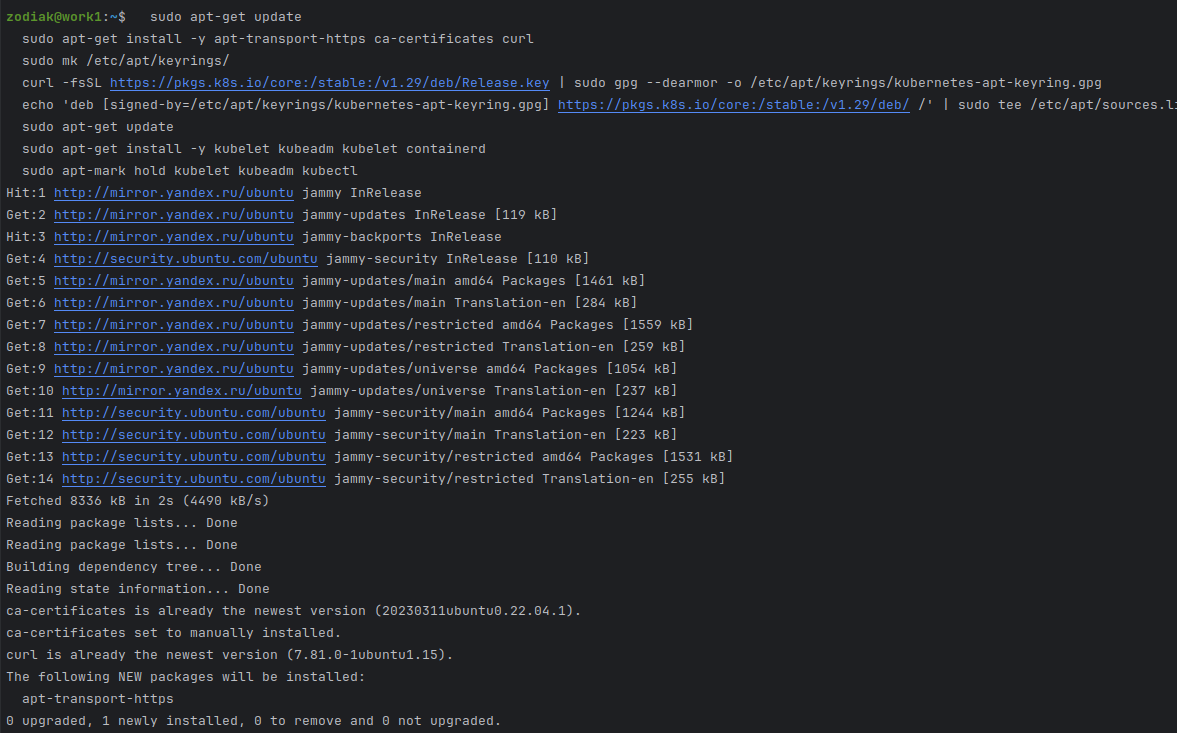 zodiak@work1:~$   sudo apt-get update
  sudo apt-get install -y apt-transport-https ca-certificates curl
  sudo mk /etc/apt/keyrings/
  curl -fsSL https://pkgs.k8s.io/core:/stable:/v1.29/deb/Release.key | sudo gpg --dearmor -o /etc/apt/keyrings/kubernetes-apt-keyring.gpg
  echo 'deb [signed-by=/etc/apt/keyrings/kubernetes-apt-keyring.gpg] https://pkgs.k8s.io/core:/stable:/v1.29/deb/ /' | sudo tee /etc/apt/sources.li
  sudo apt-get update
  sudo apt-get install -y kubelet kubeadm kubelet containerd
  sudo apt-mark hold kubelet kubeadm kubectl
Hit:1 http://mirror.yandex.ru/ubuntu jammy InRelease
Get:2 http://mirror.yandex.ru/ubuntu jammy-updates InRelease [119 kB]
Hit:3 http://mirror.yandex.ru/ubuntu jammy-backports InRelease
Get:4 http://security.ubuntu.com/ubuntu jammy-security InRelease [110 kB]
Get:5 http://mirror.yandex.ru/ubuntu jammy-updates/main amd64 Packages [1461 kB]
Get:6 http://mirror.yandex.ru/ubuntu jammy-updates/main Translation-en [284 kB]
Get:7 http://mirror.yandex.ru/ubuntu jammy-updates/restricted amd64 Packages [1559 kB]
Get:8 http://mirror.yandex.ru/ubuntu jammy-updates/restricted Translation-en [259 kB]
Get:9 http://mirror.yandex.ru/ubuntu jammy-updates/universe amd64 Packages [1054 kB]
Get:10 http://mirror.yandex.ru/ubuntu jammy-updates/universe Translation-en [237 kB]
Get:11 http://security.ubuntu.com/ubuntu jammy-security/main amd64 Packages [1244 kB]
Get:12 http://security.ubuntu.com/ubuntu jammy-security/main Translation-en [223 kB]
Get:13 http://security.ubuntu.com/ubuntu jammy-security/restricted amd64 Packages [1531 kB]
Get:14 http://security.ubuntu.com/ubuntu jammy-security/restricted Translation-en [255 kB]
Fetched 8336 kB in 2s (4490 kB/s)
Reading package lists... Done
Reading package lists... Done
Building dependency tree... Done
Reading state information... Done
ca-certificates is already the newest version (20230311ubuntu0.22.04.1).
ca-certificates set to manually installed.
curl is already the newest version (7.81.0-1ubuntu1.15).
The following NEW packages will be installed:
  apt-transport-https
0 upgraded, 1 newly installed, 0 to remove and 0 not upgraded.